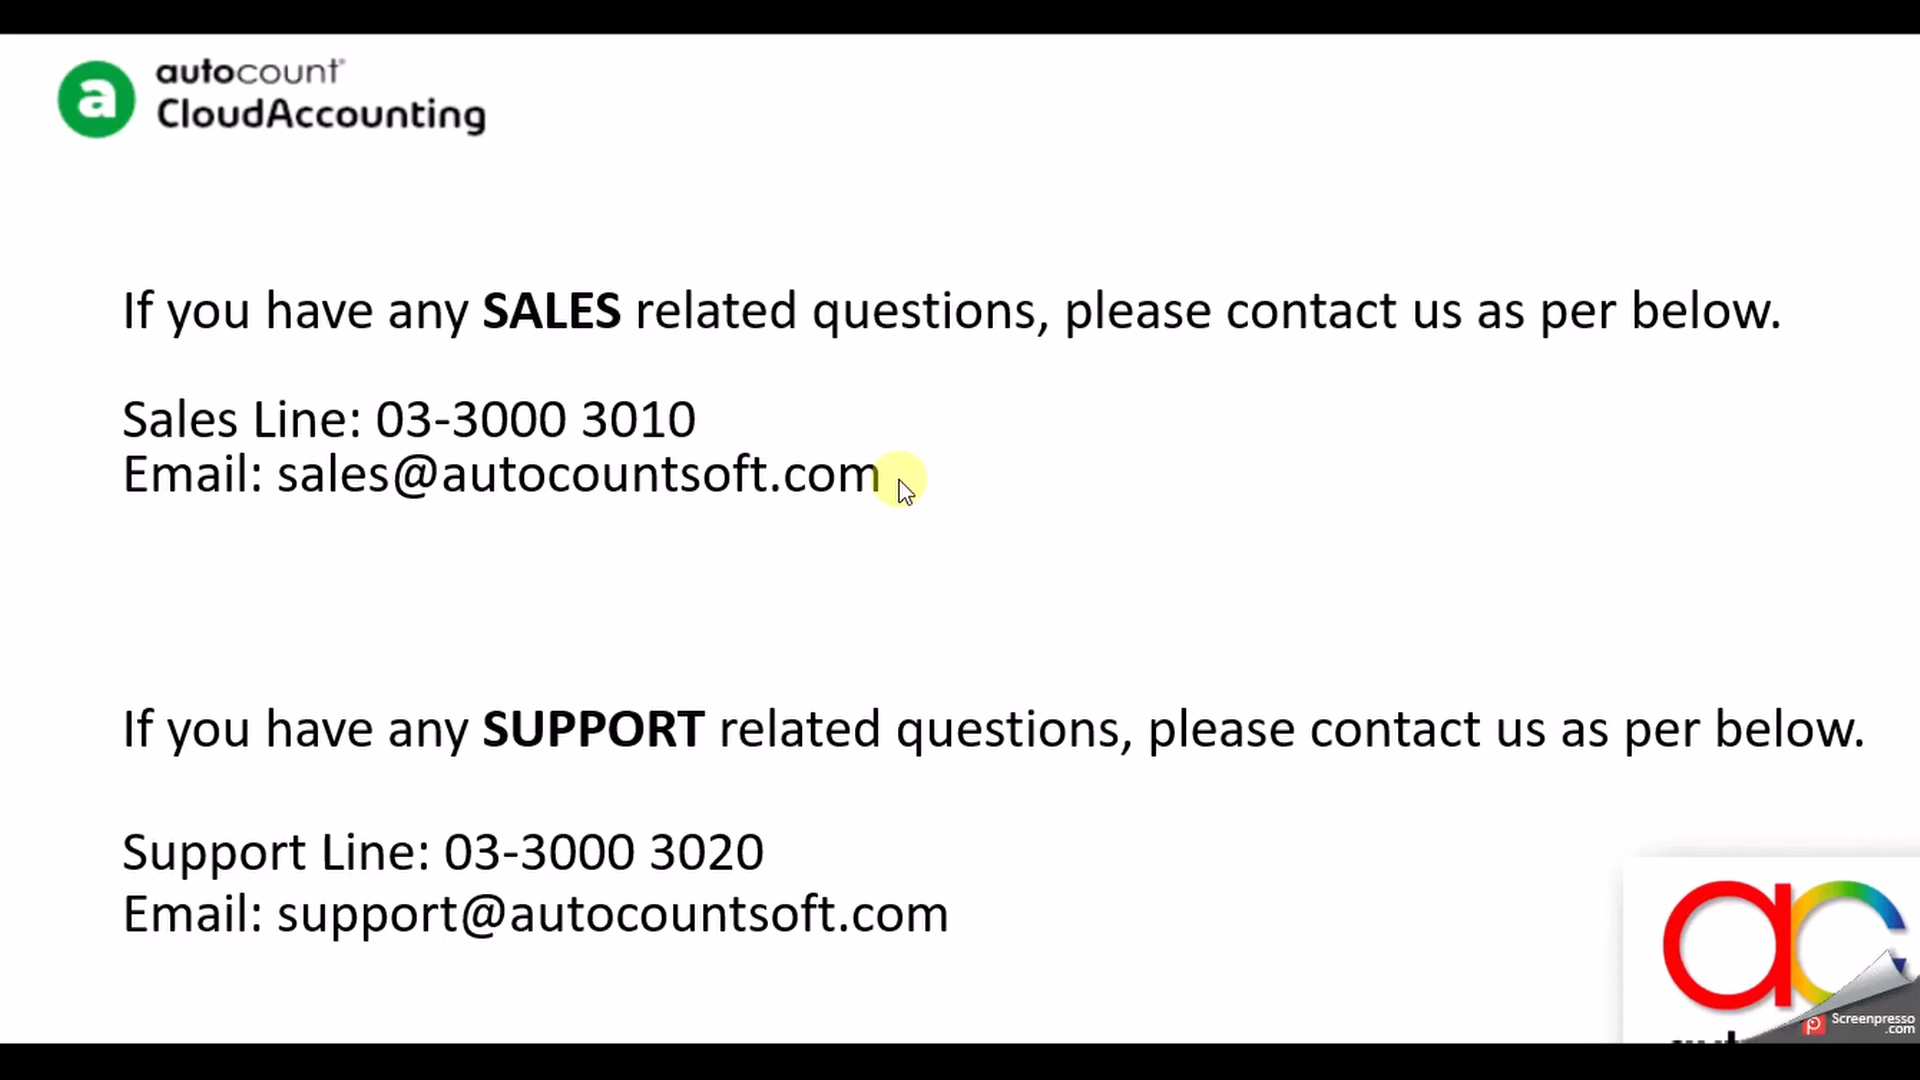 a
autocount®
CloudAccounting
If you have any SALES related questions, please contact us as per below.
Sales Line: 03-3000 3010
Email: sales@autocountsoft.com
If you have any SUPPORT related questions, please contact us as per below.
Support Line: 03-3000 3020
Email: support@autocountsoft.com
ac
Screenpresso
.com